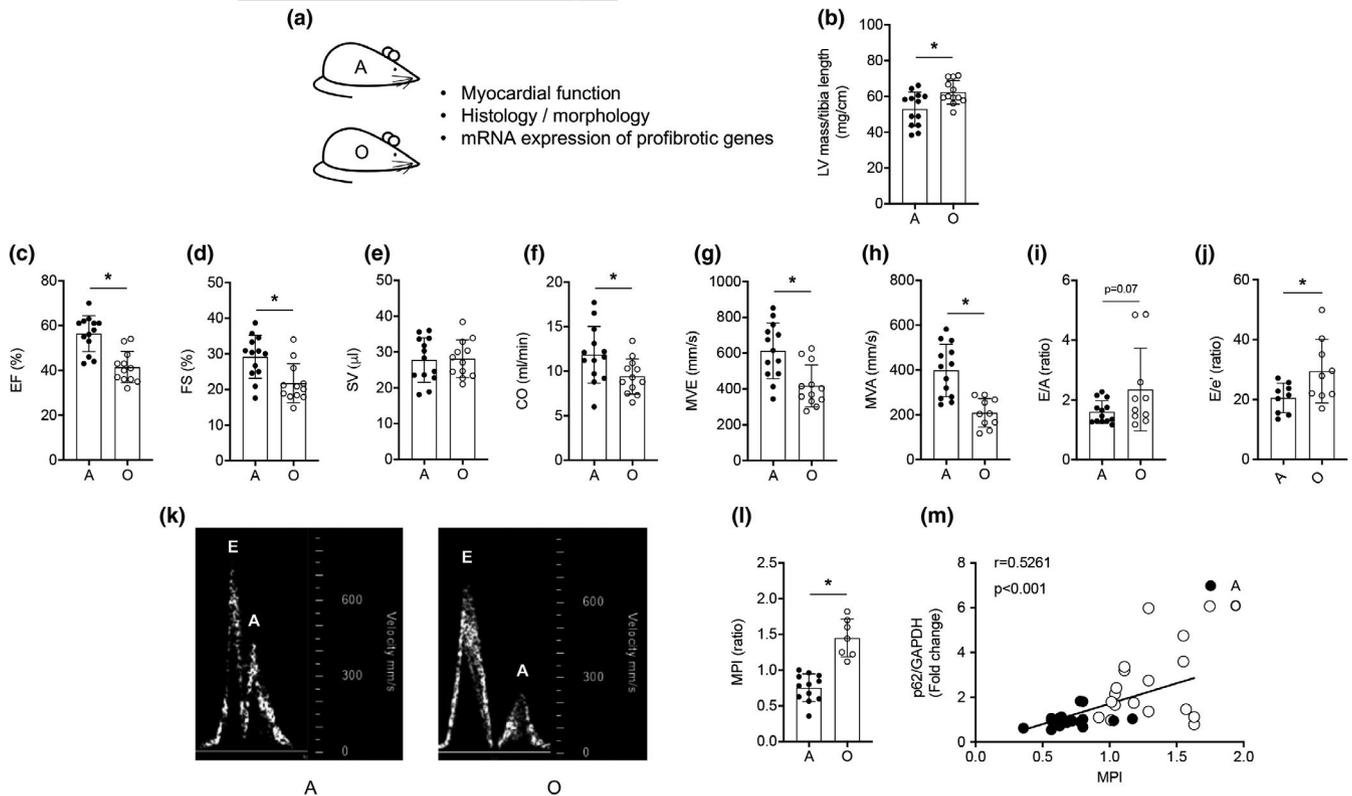 (a)
A
O
• Myocardial function
• Histology / morphology
• mRNA expression of profibrotic genes
(b)
LV mass/tibia length
(mg/cm)
100
80
60
40
20
0
*
A O
(c)
EF (%)
80
60
40
20
0
*
A O
(d)
FS (%)
50
40
30
20
10
0
*
A O
(e)
SV (µl)
50
40
30
20
10
0
A O
(f)
CO (ml/min)
20
15
10
5
0
*
A O
(g)
MVE (mm/s)
1000
800
600
400
200
0
*
A O
(h)
MVA (mm/s)
800
600
400
200
0
*
A O
(i)
E/A (ratio)
6
4
2
0
p=0.07
A O
(j)
E/e' (ratio)
60
40
20
0
*
A O
(k)
E
A
600
300
0
Velocity mm/s
A
E
A
600
300
0
Velocity mm/s
O
(l)
MPI (ratio)
2.5
2.0
1.5
1.0
0.5
0.0
*
A O
(m)
p62/GAPDH
(Fold change)
8
6
4
2
0
r=0.5261
p<0.001
A
O
0.0 0.5 1.0 1.5 2.0
MPI